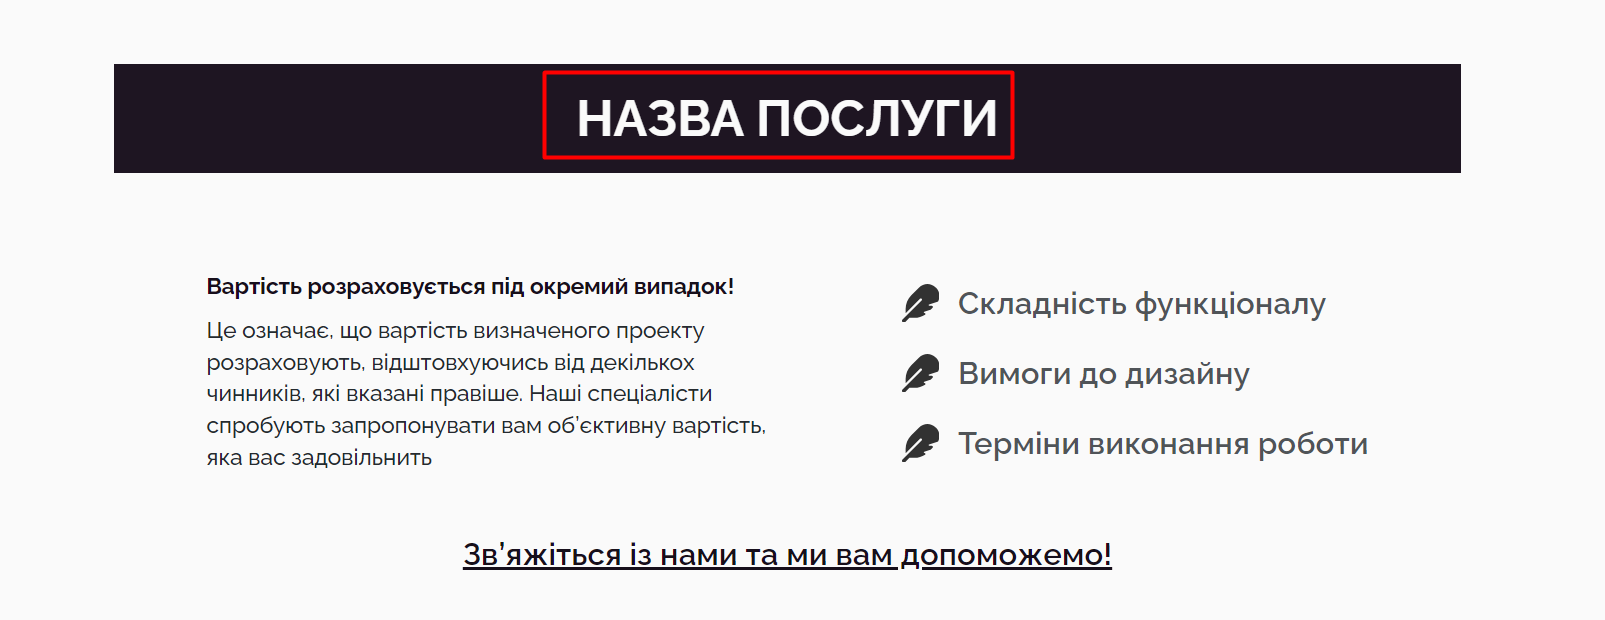 НАЗВА ПОСЛУГИ
Вартість розраховується під окремий випадок!
Це означає, що вартість визначеного проекту
розраховують, відштовхуючись від декількох
чинників, які вказані правіше. Наші спеціалісти
спробують запропонувати вам об’єктивну вартість,
яка вас задовільнить
Складність функціоналу
Вимоги до дизайну
Терміни виконання роботи
Зв’яжіться із нами та ми вам допоможемо!